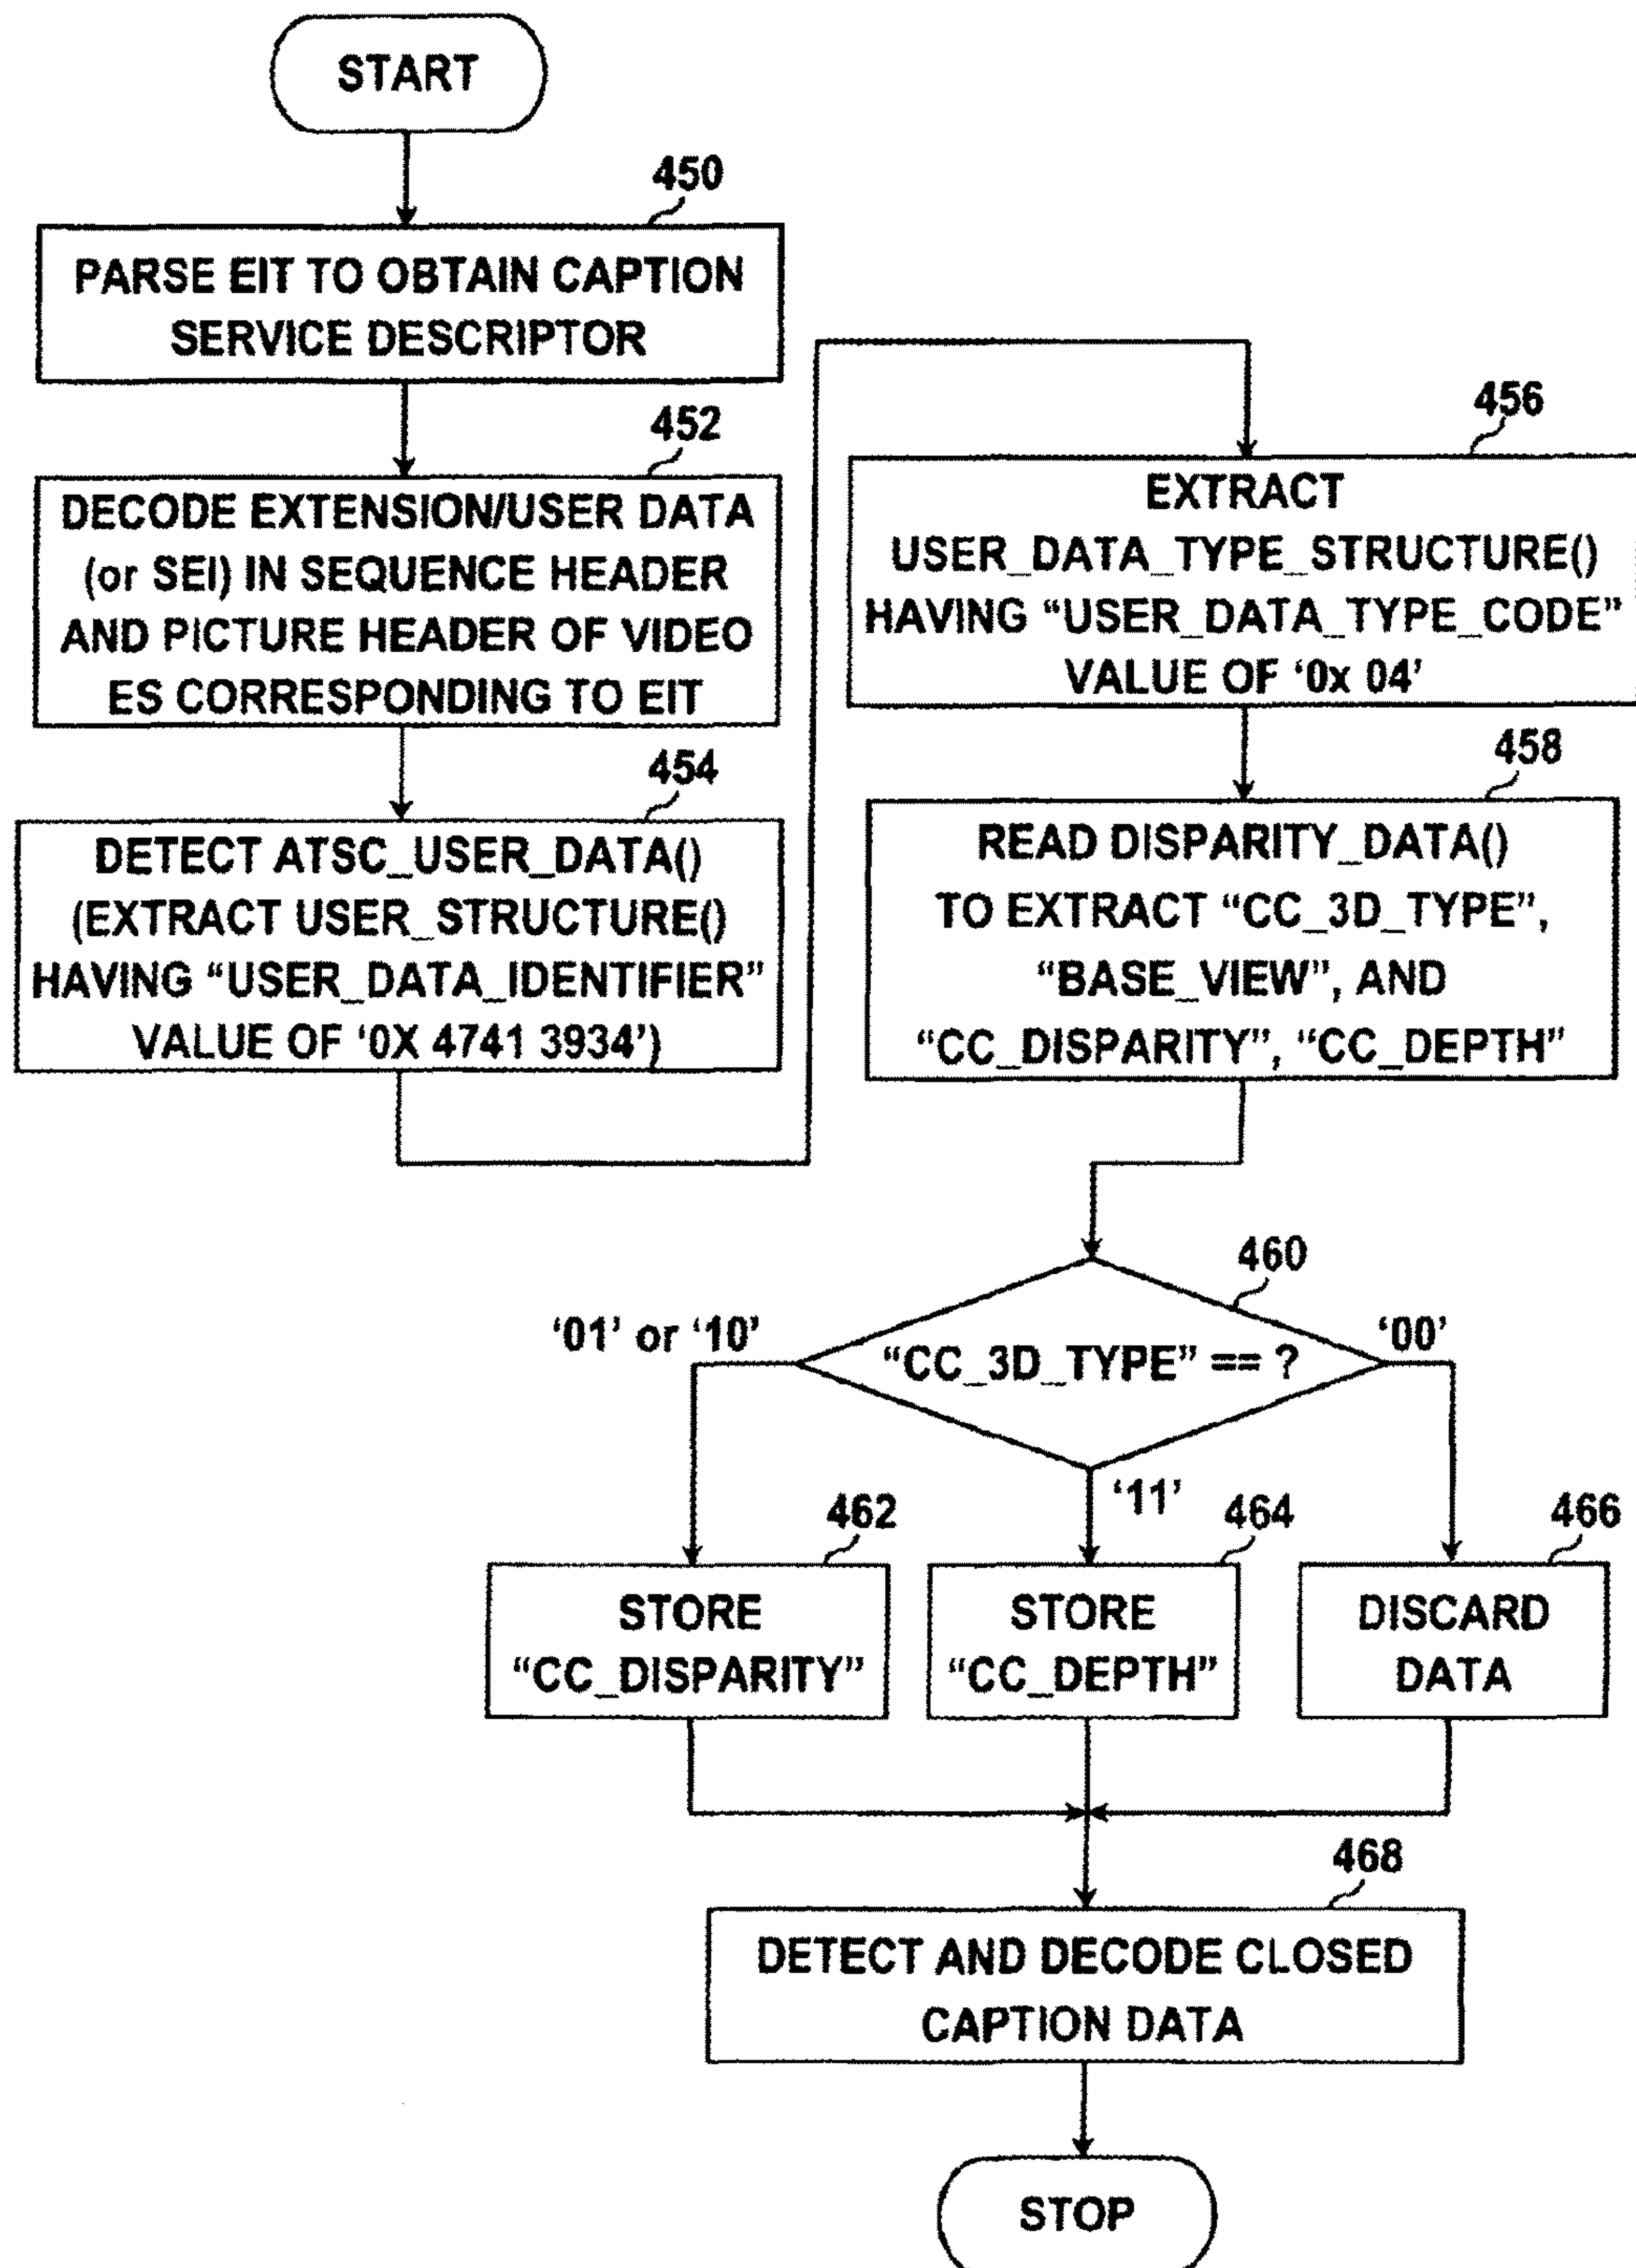 START
450
PARSE EIT TO OBTAIN CAPTION
SERVICE DESCRIPTOR
452
DECODE EXTENSION/USER DATA
(or SEI) IN SEQUENCE HEADER
AND PICTURE HEADER OF VIDEO
ES CORRESPONDING TO EIT
454
DETECT ATSC_USER_DATA()
(EXTRACT USER_STRUCTURE()
HAVING “USER_DATA_IDENTIFIER”
VALUE OF ‘0X 4741 3934’)
456
EXTRACT
USER_DATA_TYPE_STRUCTURE()
HAVING “USER_DATA_TYPE_CODE”
VALUE OF ‘0x 04’
458
READ DISPARITY_DATA()
TO EXTRACT “CC_3D_TYPE”,
“BASE_VIEW”, AND
“CC_DISPARITY”, “CC_DEPTH”
460
‘01’ or ‘10’
“CC_3D_TYPE” == ?
‘00’
‘11’
462
STORE
“CC_DISPARITY”
464
STORE
“CC_DEPTH”
466
DISCARD
DATA
468
DETECT AND DECODE CLOSED
CAPTION DATA
STOP